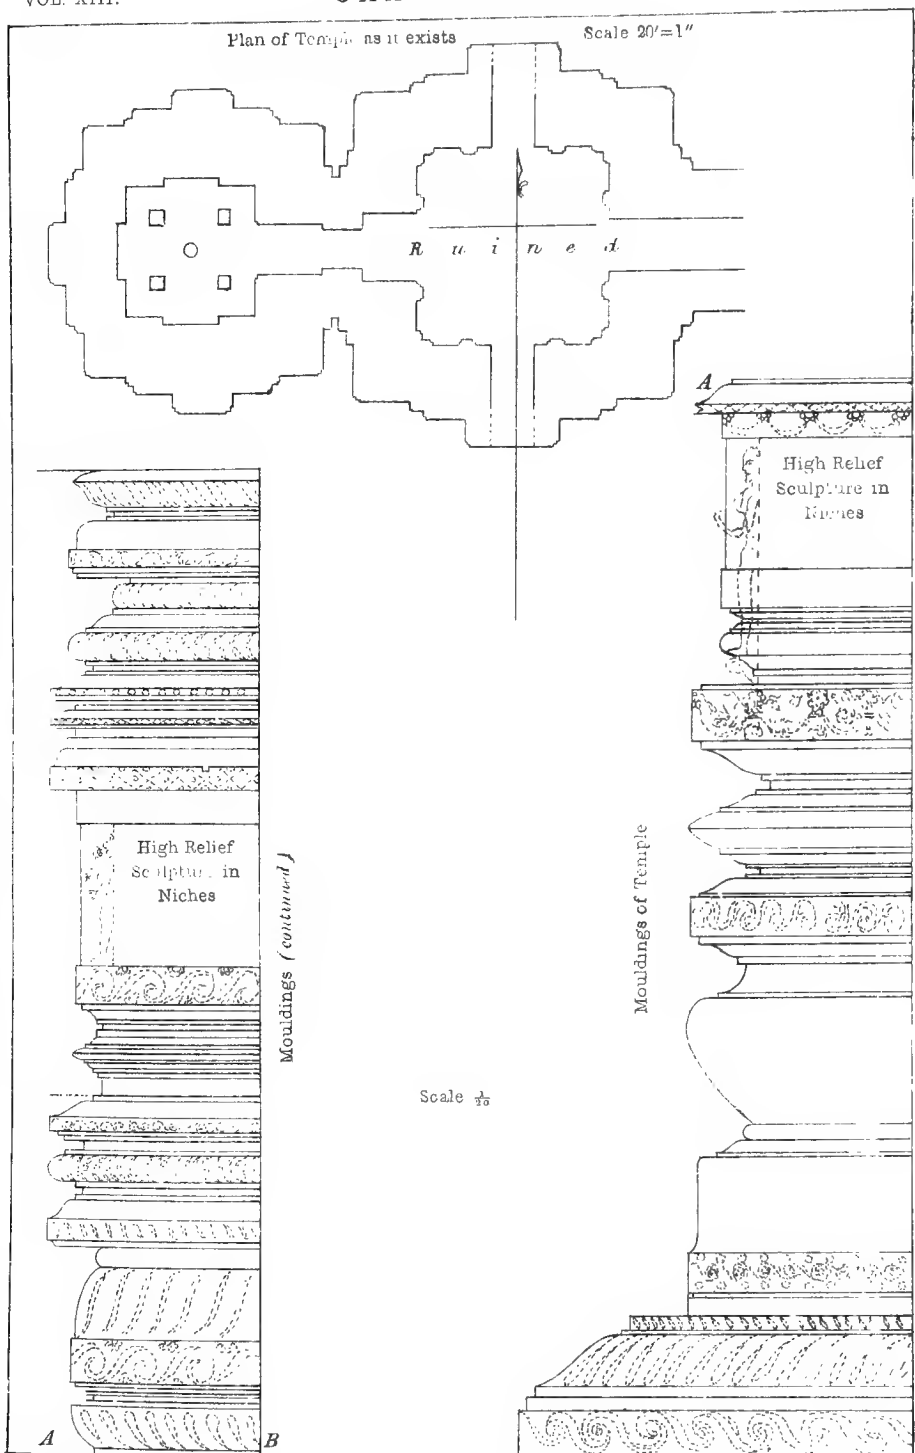 VOL. XIII.
Plan of Temple as it exists
Scale 20'=1"
Ruined
A
High Relief
Sculpture in
Niches
High Relief
Sculpture in
Niches
Mouldings (continued)
Mouldings of Temple
Scale 1/20
A
B